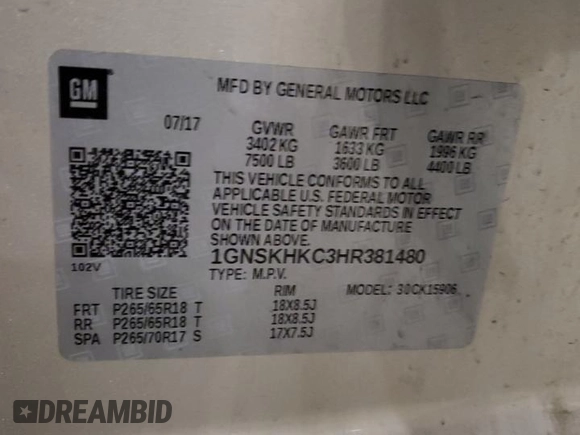 GM
MFD BY GENERAL MOTORS LLC
07/17 GVWR GAWR FRT GAWR RR
3402 KG 1633 KG 1996 KG
7500 LB 3600 LB 4400 LB
THIS VEHICLE CONFORMS TO ALL
APPLICABLE U.S. FEDERAL MOTOR
VEHICLE SAFETY STANDARDS IN EFFECT
ON THE DATE OF MANUFACTURE
SHOWN ABOVE.
102V
1GNSKHKC3HR381480
TYPE: M.P.V.
TIRE SIZE RIM MODEL: 30CK15906
FRT P265/65R18 T 18X8.5J
RR P265/65R18 T 18X8.5J
SPA P265/70R17 S 17X7.5J
DREAMBID